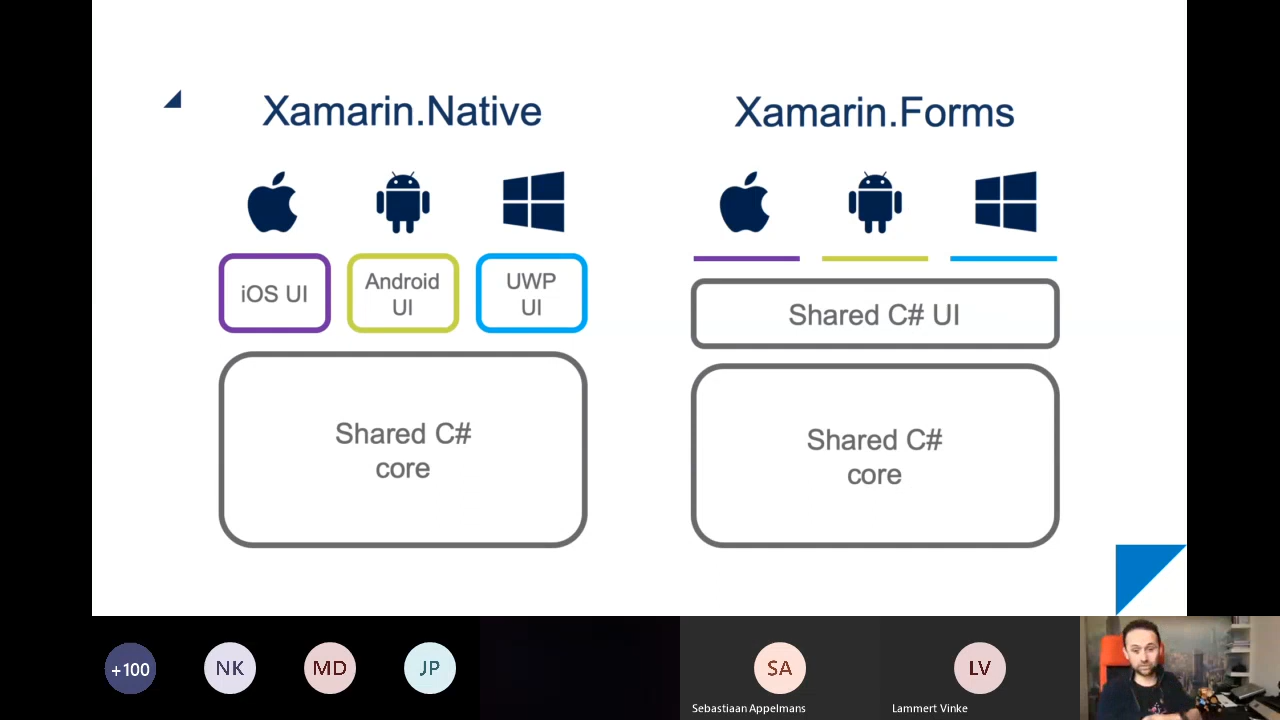 Xamarin.Native
Xamarin.Forms
iOS UI
Android
UI
UWP
UI
Shared C# UI
Shared C#
core
Shared C#
core
+100
NK
MD
JP
SA
LV
Sebastiaan Appelmans
Lammert Vinke